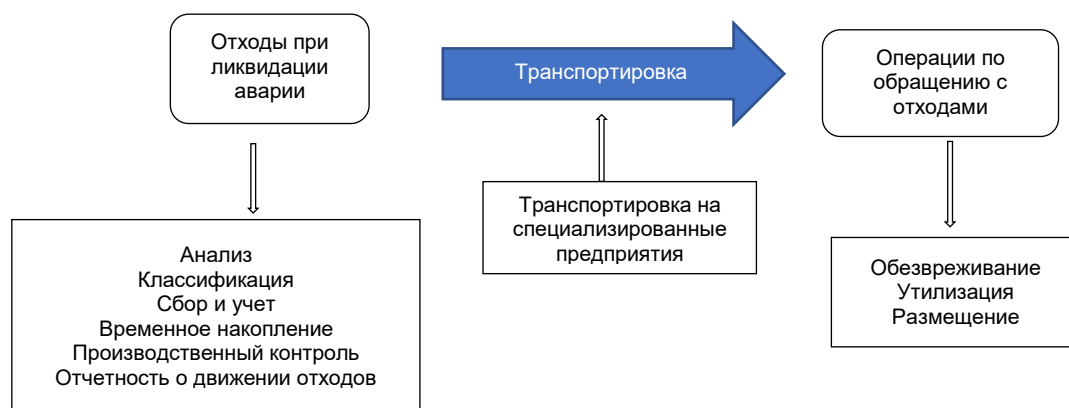 Отходы при
ликвидации
аварии
Транспортировка
Операции по
обращению с
отходами
Анализ
Классификация
Сбор и учет
Временное накопление
Производственный контроль
Отчетность о движении отходов
Транспортировка на
специализированные
предприятия
Обезвреживание
Утилизация
Размещение